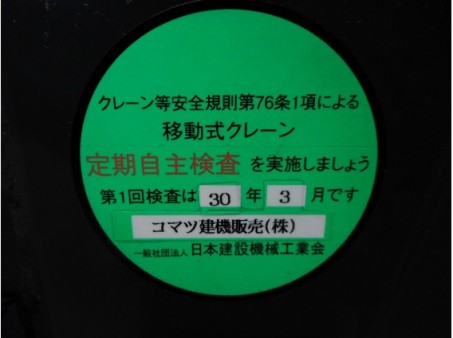 クレーン等安全規則第76条1項による
移動式クレーン
定期自主検査 を実施しましょう
第1回検査は 30 年 3 月です
コマツ建機販売(株)
一般社団法人 日本建設機械工業会